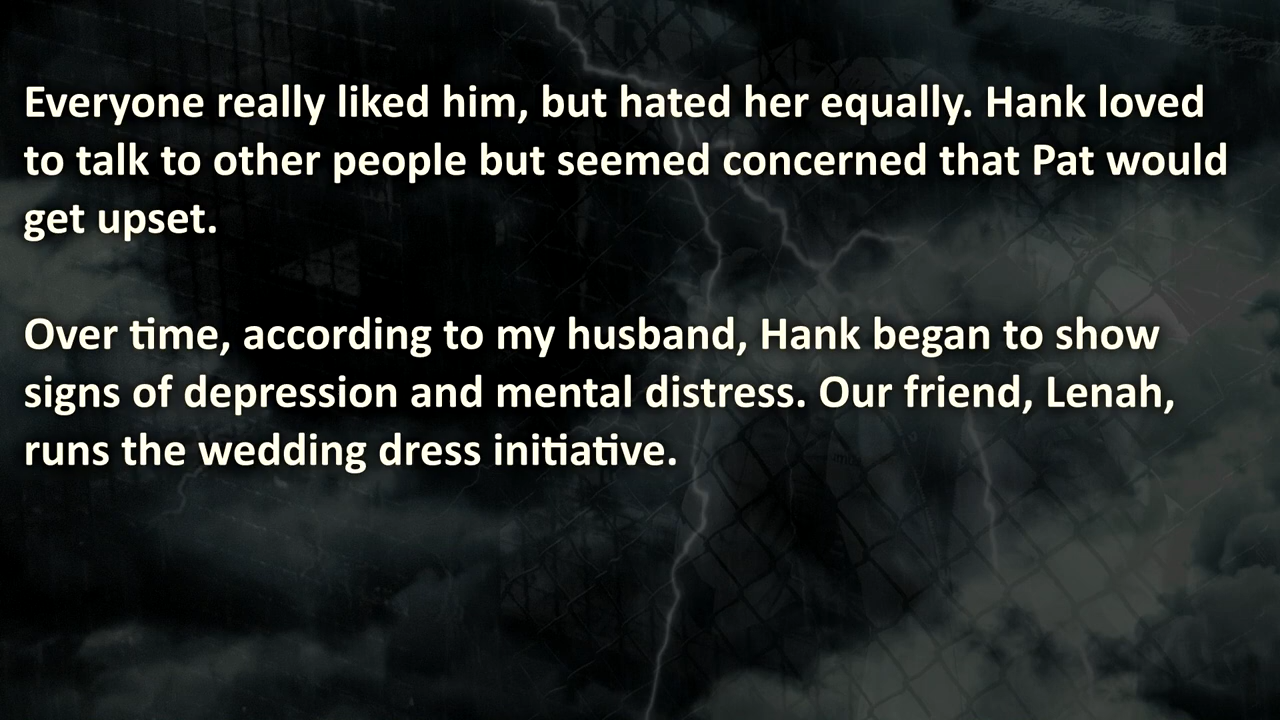 Everyone really liked him, but hated her equally. Hank loved
to talk to other people but seemed concerned that Pat would
get upset.
Over time, according to my husband, Hank began to show
signs of depression and mental distress. Our friend, Lenah,
runs the wedding dress initiative.